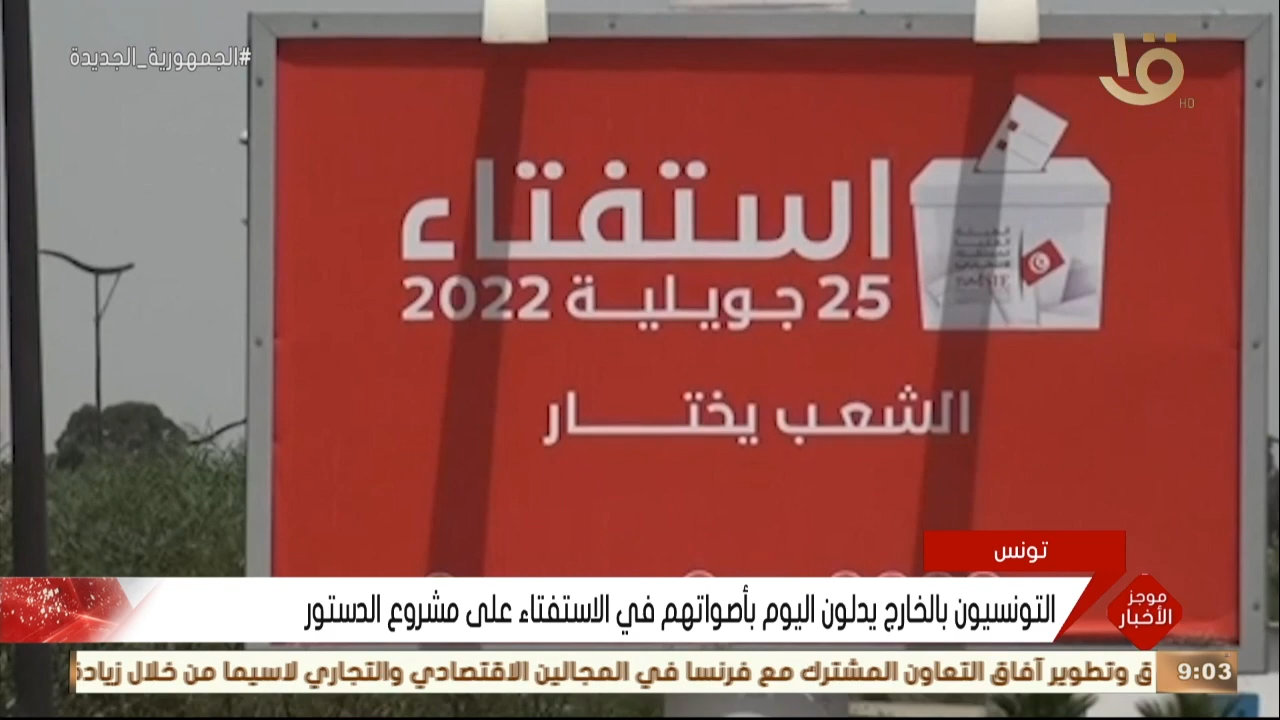 #الجمهورية_الجديدة
HD
استفتاء
25 جويلية 2022
الشعب يختار
تونس
موجز
الأخبار
التونسيون بالخارج يدلون اليوم بأصواتهم في الاستفتاء على مشروع الدستور
9:03
ق وتطوير آفاق التعاون المشترك مع فرنسا في المجالين الاقتصادي والتجاري لاسيما من خلال زيادة